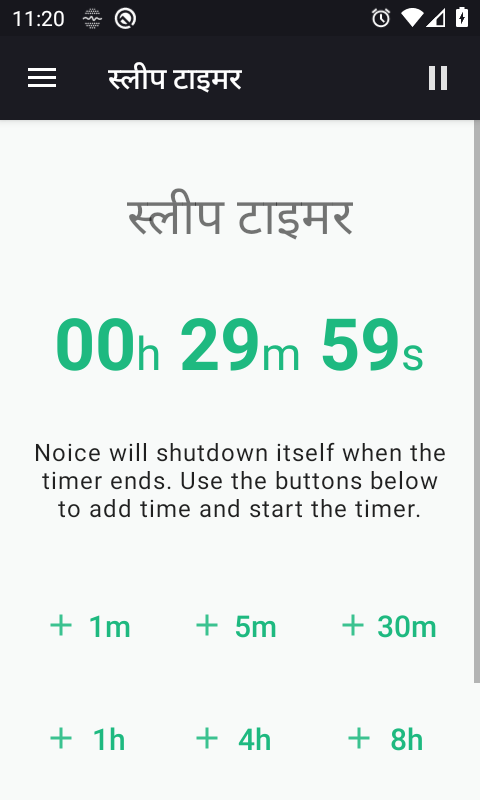 11:20
स्लीप टाइमर
स्लीप टाइमर
00h 29m 59s
Noice will shutdown itself when the
timer ends. Use the buttons below
to add time and start the timer.
+ 1m + 5m + 30m
+ 1h + 4h + 8h